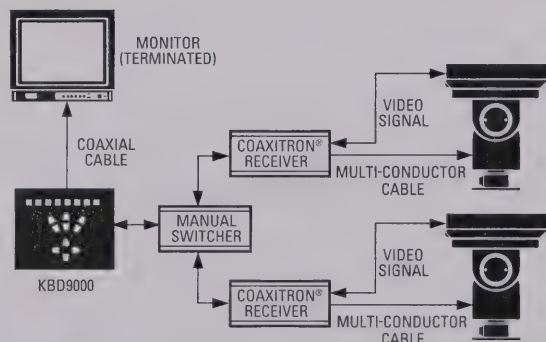 MONITOR
(TERMINATED)
COAXIAL
CABLE
KBD9000
MANUAL
SWITCHER
COAXITRON®
RECEIVER
VIDEO
SIGNAL
MULTI-CONDUCTOR
CABLE
COAXITRON®
RECEIVER
VIDEO
SIGNAL
MULTI-CONDUCTOR
CABLE